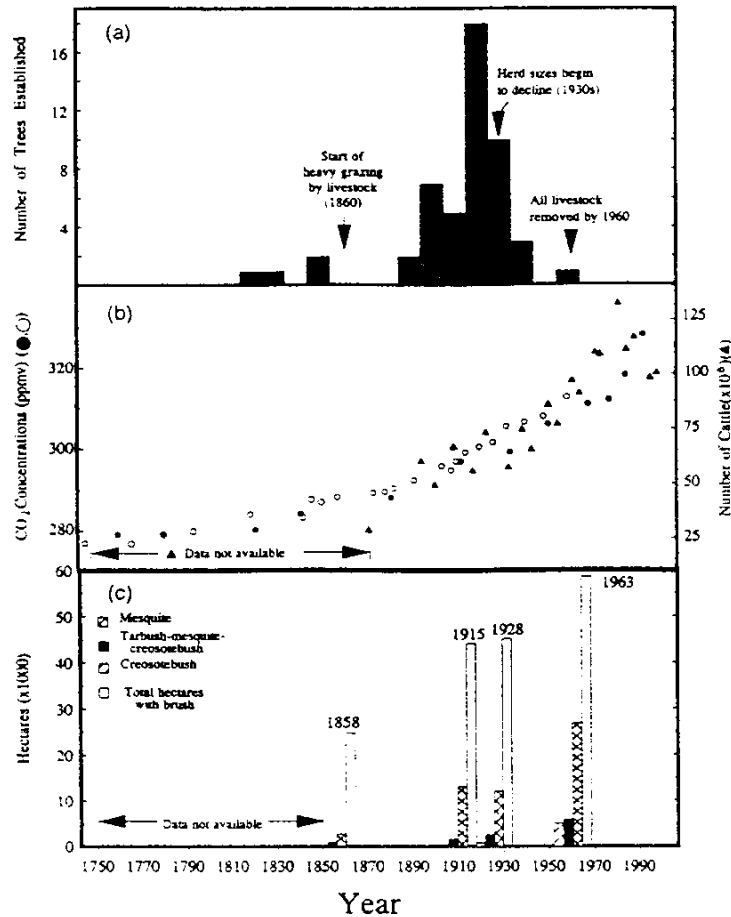 (a)
Number of Trees Established
16
12
8
4
Start of
heavy grazing
by livestock
(1860)
Herd sizes begin
to decline (1930s)
All livestock
removed by 1960
(b)
CO2 Concentrations (ppmv) (●,○)
320
300
280
260
▲ Data not available
125
100
75
50
25
Number of Cattle(x10⁶)(▲)
(c)
Hectares (x1000)
60
50
40
30
20
10
0
Mesquite
Tarbush-mesquite-
creosotebush
Creosotebush
Total hectares
with brush
Data not available
1858
1915
1928
1963
1750 1770 1790 1810 1830 1850 1870 1890 1910 1930 1950 1970 1990
Year